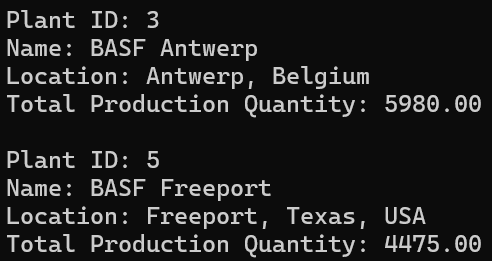 Plant ID: 3
Name: BASF Antwerp
Location: Antwerp, Belgium
Total Production Quantity: 5980.00
Plant ID: 5
Name: BASF Freeport
Location: Freeport, Texas, USA
Total Production Quantity: 4475.00